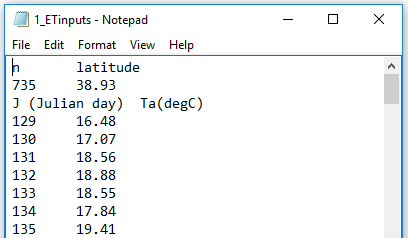 1_ETinputs - Notepad
File Edit Format View Help
n latitude
735 38.93
J (Julian day) Ta(degC)
129 16.48
130 17.07
131 18.56
132 18.88
133 18.55
134 17.84
135 19.41